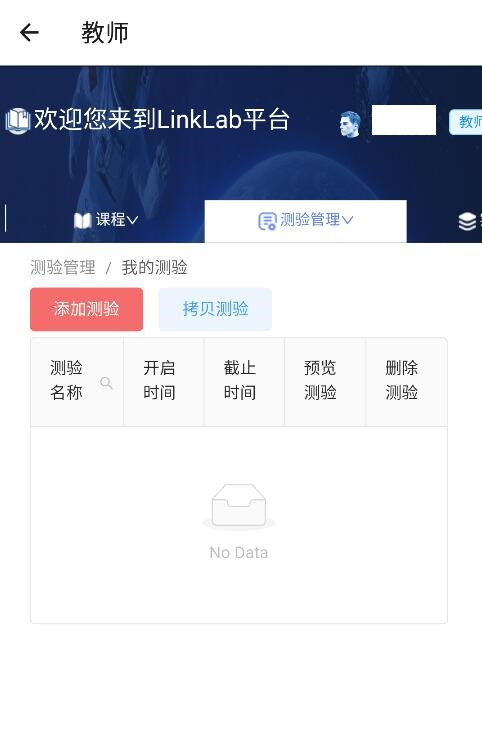 教师
欢迎您来到LinkLab平台
课程
测验管理
测验管理 / 我的测验
添加测验
拷贝测验
测验名称
开启时间
截止时间
预览测验
删除测验
No Data